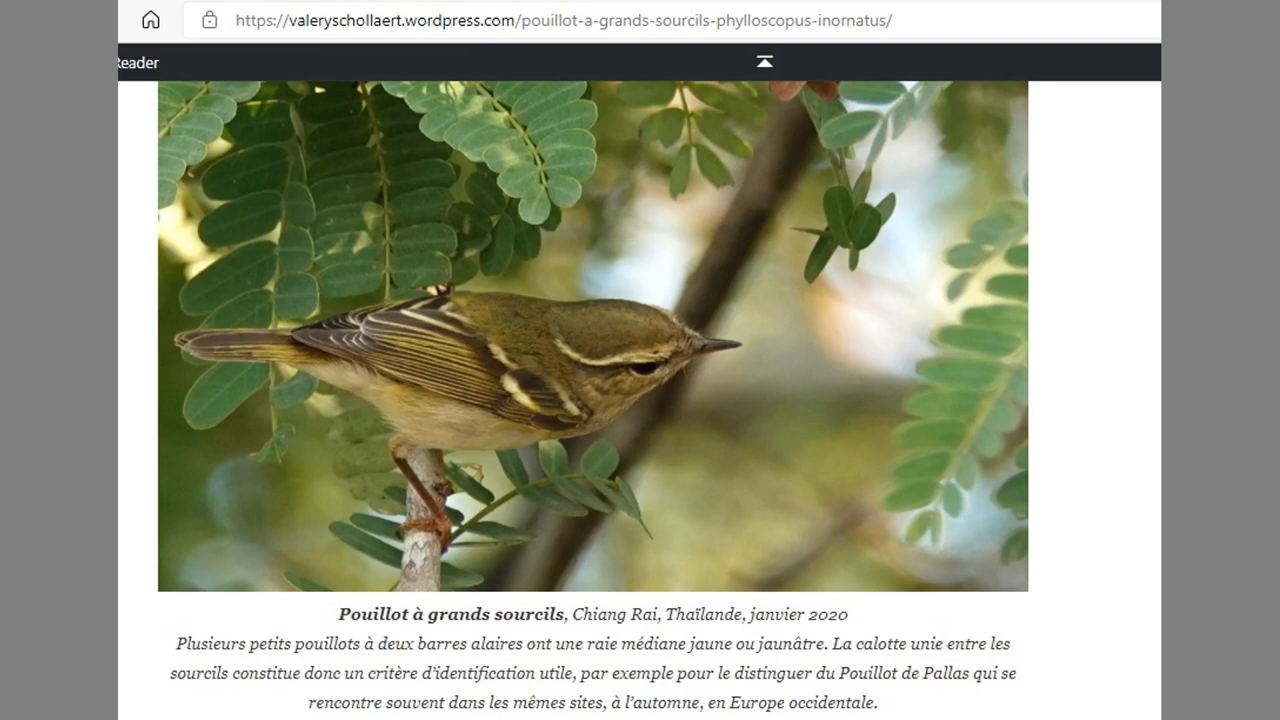 https://valeryschollaert.wordpress.com/pouillot-a-grands-sourcils-phylloscopus-inornatus/
Reader
Pouillot à grands sourcils, Chiang Rai, Thaïlande, janvier 2020
Plusieurs petits pouillots à deux barres alaires ont une raie médiane jaune ou jaunâtre. La calotte unie entre les
sourcils constitue donc un critère d'identification utile, par exemple pour le distinguer du Pouillot de Pallas qui se
rencontre souvent dans les mêmes sites, à l'automne, en Europe occidentale.